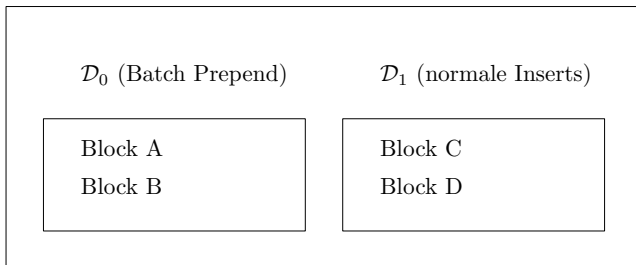 𝒟₀ (Batch Prepend)
𝒟₁ (normale Inserts)
Block A
Block B
Block C
Block D